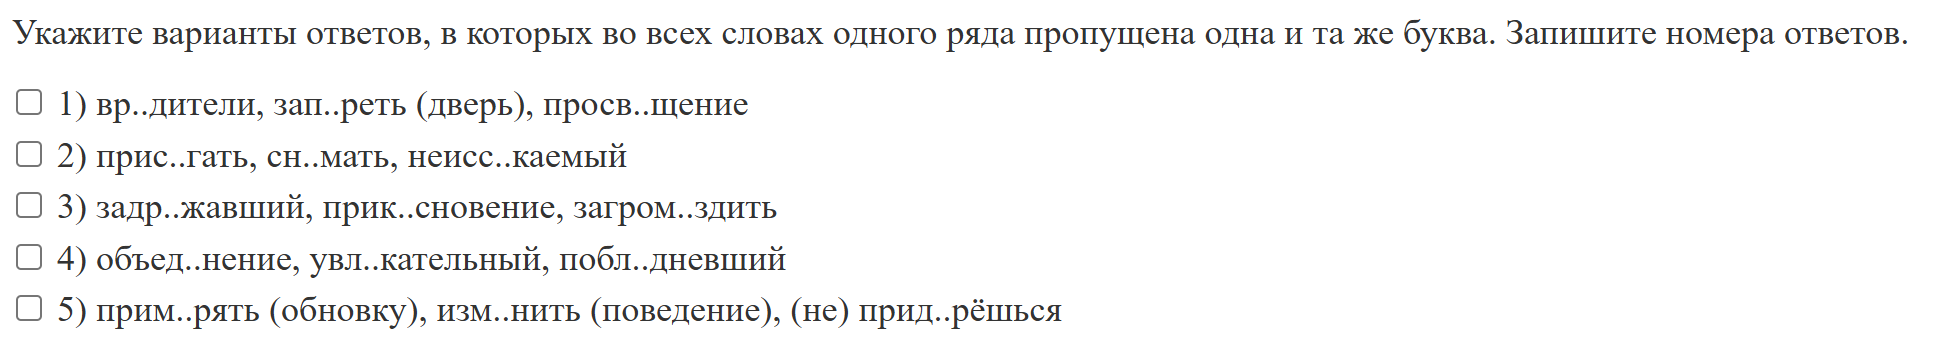 Укажите варианты ответов, в которых во всех словах одного ряда пропущена одна и та же буква. Запишите номера ответов.
1) вр..дители, зап..реть (дверь), просв..щение
2) прис..гать, сн..мать, неисс..каемый
3) задр..жавший, прик..сновение, загром..здить
4) объед..нение, увл..кательный, побл..дневший
5) прим..рять (обновку), изм..нить (поведение), (не) прид..рёшься